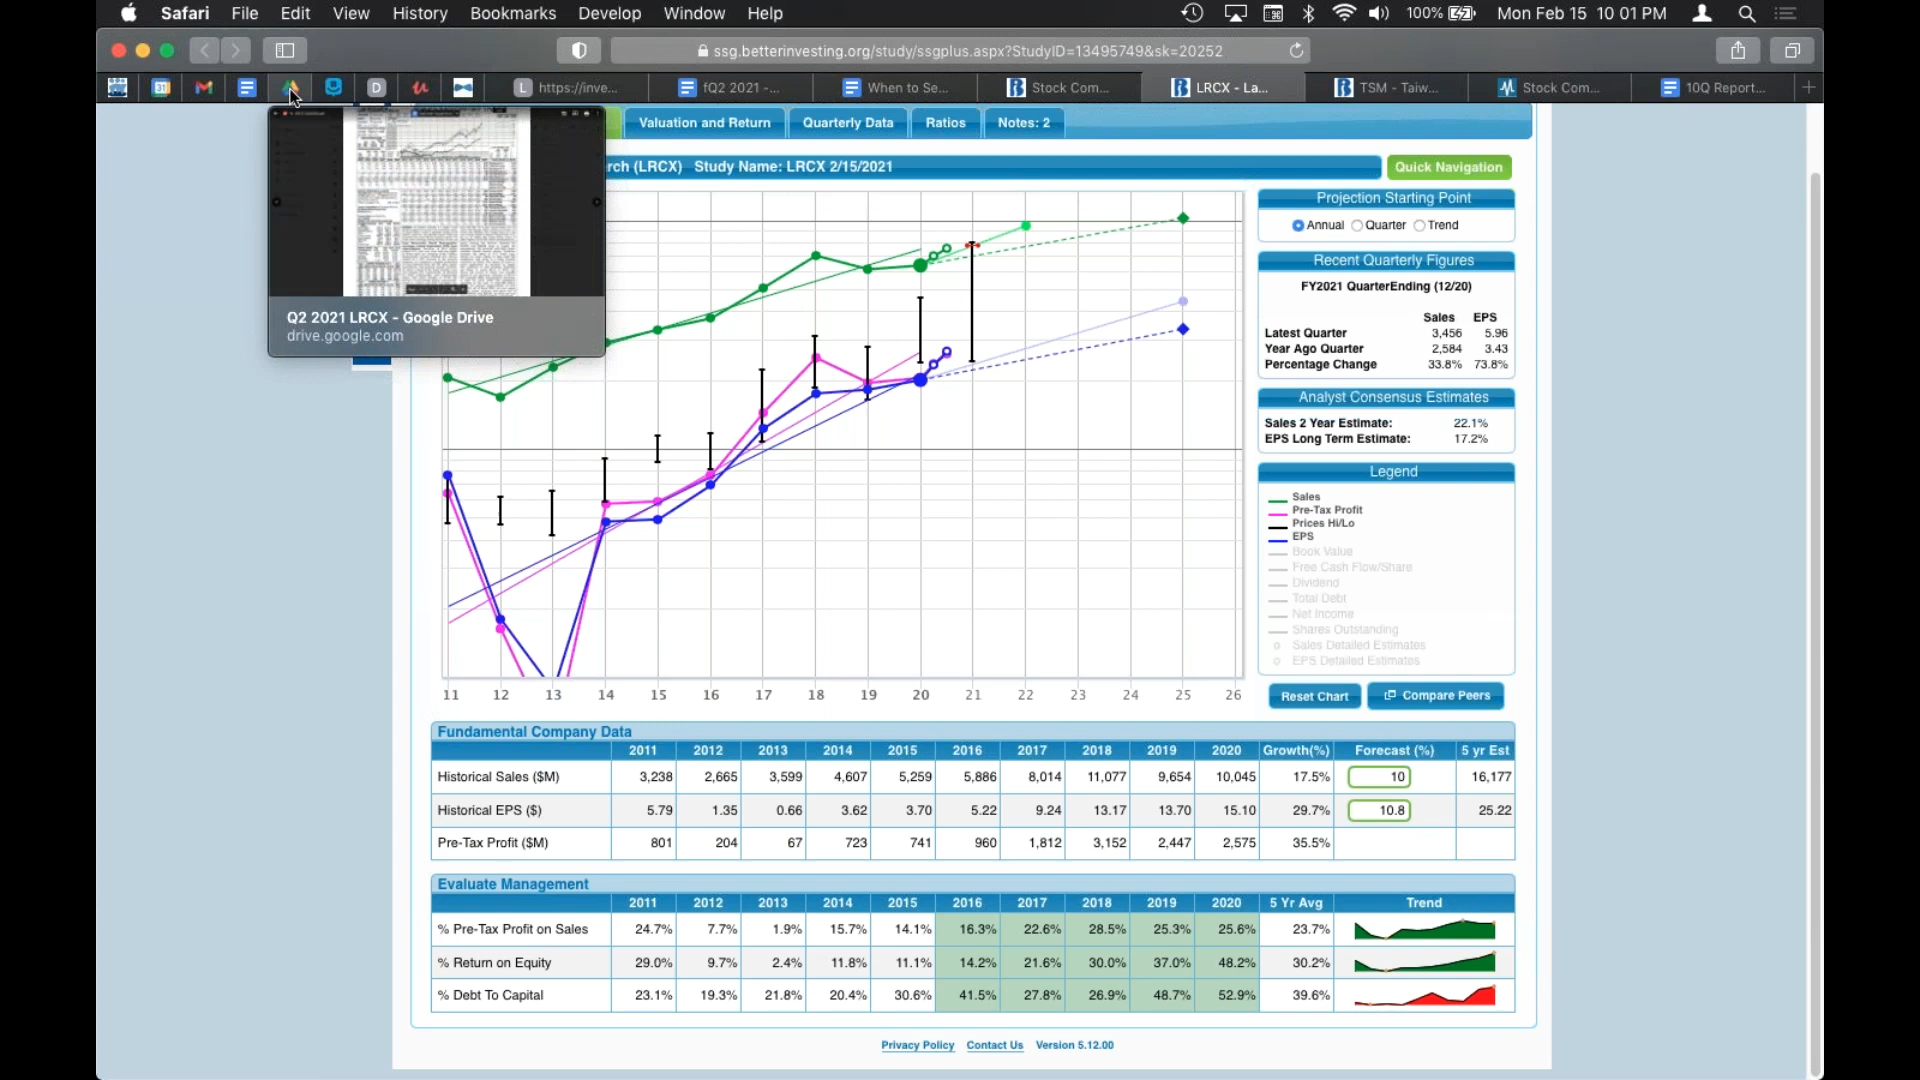 Safari File Edit View History Bookmarks Develop Window Help 100% Mon Feb 15 10 01 PM
ssg.betterinvesting.org/study/ssgplus.aspx?StudyID=13495749&sk=20252
31 D L https://inve... fQ2 2021 -... When to Se... Stock Com... LRCX - La... TSM - Taiw... Stock Com... 10Q Report...
Valuation and Return Quarterly Data Ratios Notes: 2
rch (LRCX) Study Name: LRCX 2/15/2021 Quick Navigation
Q2 2021 LRCX - Google Drive
drive.google.com
Projection Starting Point
Annual Quarter Trend
Recent Quarterly Figures
FY2021 QuarterEnding (12/20)
Sales EPS
Latest Quarter 3,456 5.96
Year Ago Quarter 2,584 3.43
Percentage Change 33.8% 73.8%
Analyst Consensus Estimates
Sales 2 Year Estimate: 22.1%
EPS Long Term Estimate: 17.2%
Legend
Sales
Pre-Tax Profit
Prices Hi/Lo
EPS
Book Value
Free Cash Flow/Share
Dividend
Total Debt
Net Income
Shares Outstanding
Sales Detailed Estimates
EPS Detailed Estimates
11 12 13 14 15 16 17 18 19 20 21 22 23 24 25 26
Reset Chart Compare Peers
Fundamental Company Data
2011 2012 2013 2014 2015 2016 2017 2018 2019 2020 Growth(%) Forecast (%) 5 yr Est
Historical Sales ($M) 3,238 2,665 3,599 4,607 5,259 5,886 8,014 11,077 9,654 10,045 17.5% 10 16,177
Historical EPS ($) 5.79 1.35 0.66 3.62 3.70 5.22 9.24 13.17 13.70 15.10 29.7% 10.8 25.22
Pre-Tax Profit ($M) 801 204 67 723 741 960 1,812 3,152 2,447 2,575 35.5%
Evaluate Management
2011 2012 2013 2014 2015 2016 2017 2018 2019 2020 5 Yr Avg Trend
% Pre-Tax Profit on Sales 24.7% 7.7% 1.9% 15.7% 14.1% 16.3% 22.6% 28.5% 25.3% 25.6% 23.7%
% Return on Equity 29.0% 9.7% 2.4% 11.8% 11.1% 14.2% 21.6% 30.0% 37.0% 48.2% 30.2%
% Debt To Capital 23.1% 19.3% 21.8% 20.4% 30.6% 41.5% 27.8% 26.9% 48.7% 52.9% 39.6%
Privacy Policy Contact Us Version 5.12.00